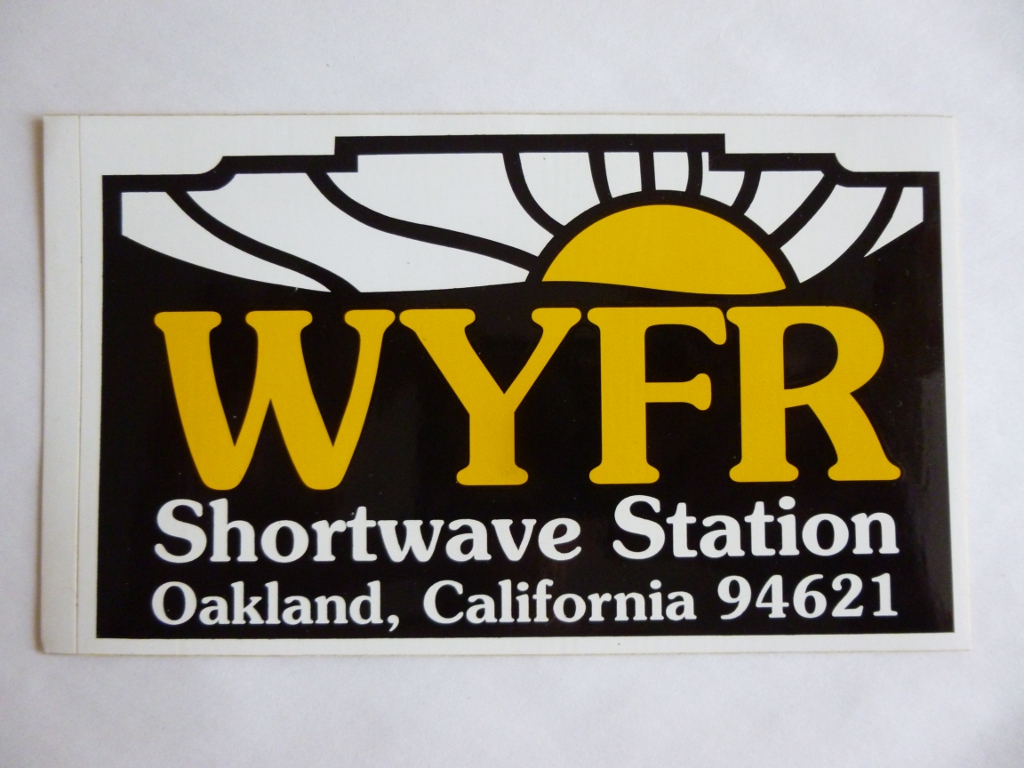 WYFR
Shortwave Station
Oakland, California 94621